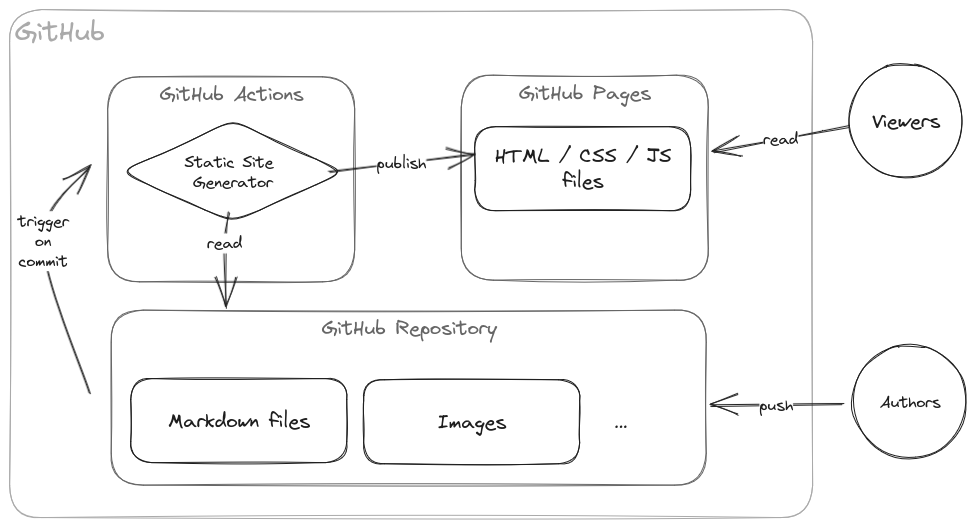 GitHub
GitHub Actions
GitHub Pages
Static Site
Generator
publish
HTML / CSS / JS
files
read
Viewers
trigger
on
commit
read
GitHub Repository
Markdown files
Images
...
push
Authors